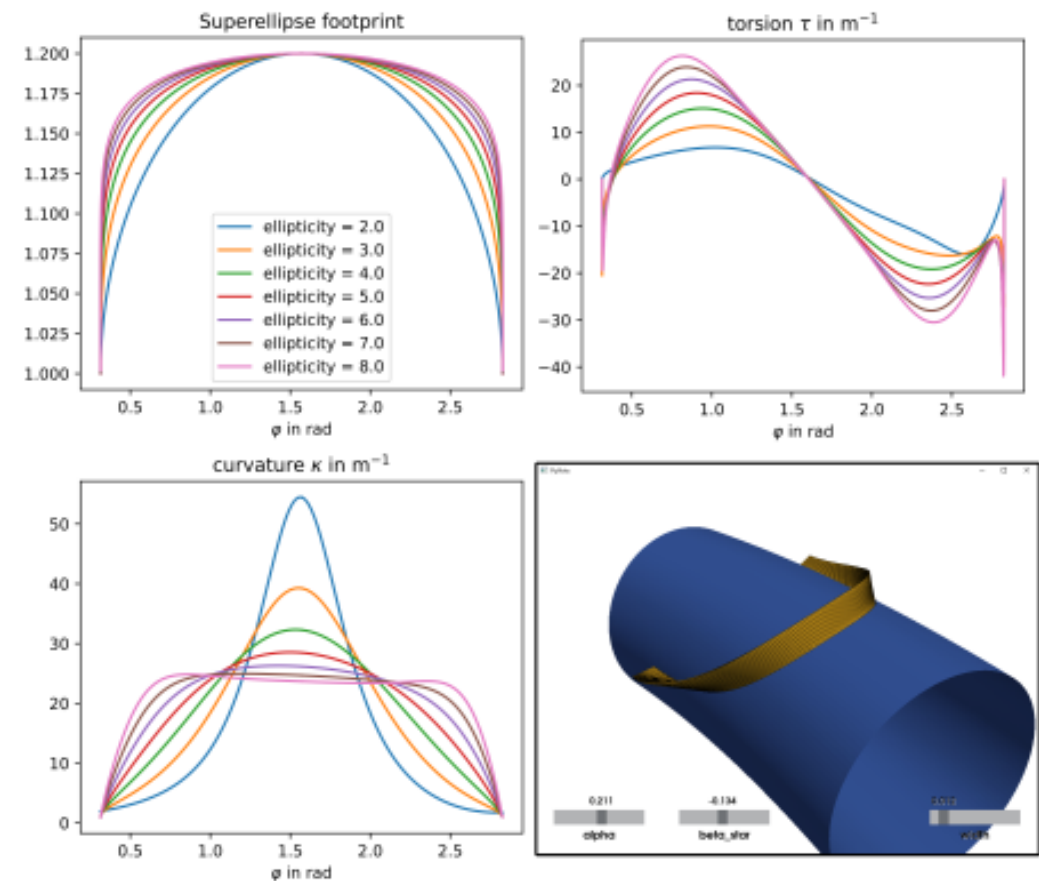 Superellipse footprint
1.200
1.175
1.150
1.125
1.100
1.075
1.050
1.025
1.000
ellipticity = 2.0
ellipticity = 3.0
ellipticity = 4.0
ellipticity = 5.0
ellipticity = 6.0
ellipticity = 7.0
ellipticity = 8.0
0.5 1.0 1.5 2.0 2.5
φ in rad
torsion τ in m⁻¹
20
10
0
−10
−20
−30
−40
0.5 1.0 1.5 2.0 2.5
φ in rad
curvature κ in m⁻¹
50
40
30
20
10
0
0.5 1.0 1.5 2.0 2.5
φ in rad
0.211 -0.134
alpha beta_star